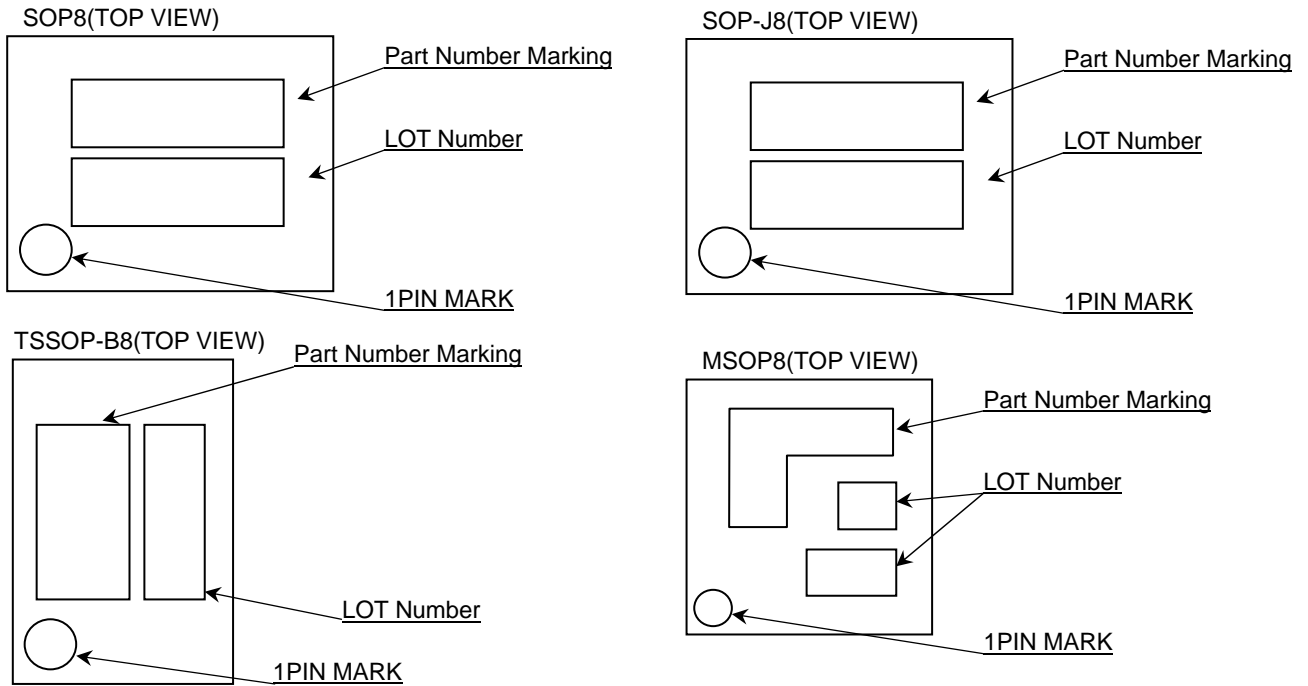 SOP8(TOP VIEW)
Part Number Marking
LOT Number
1PIN MARK
SOP-J8(TOP VIEW)
Part Number Marking
LOT Number
1PIN MARK
TSSOP-B8(TOP VIEW)
Part Number Marking
LOT Number
1PIN MARK
MSOP8(TOP VIEW)
Part Number Marking
LOT Number
1PIN MARK